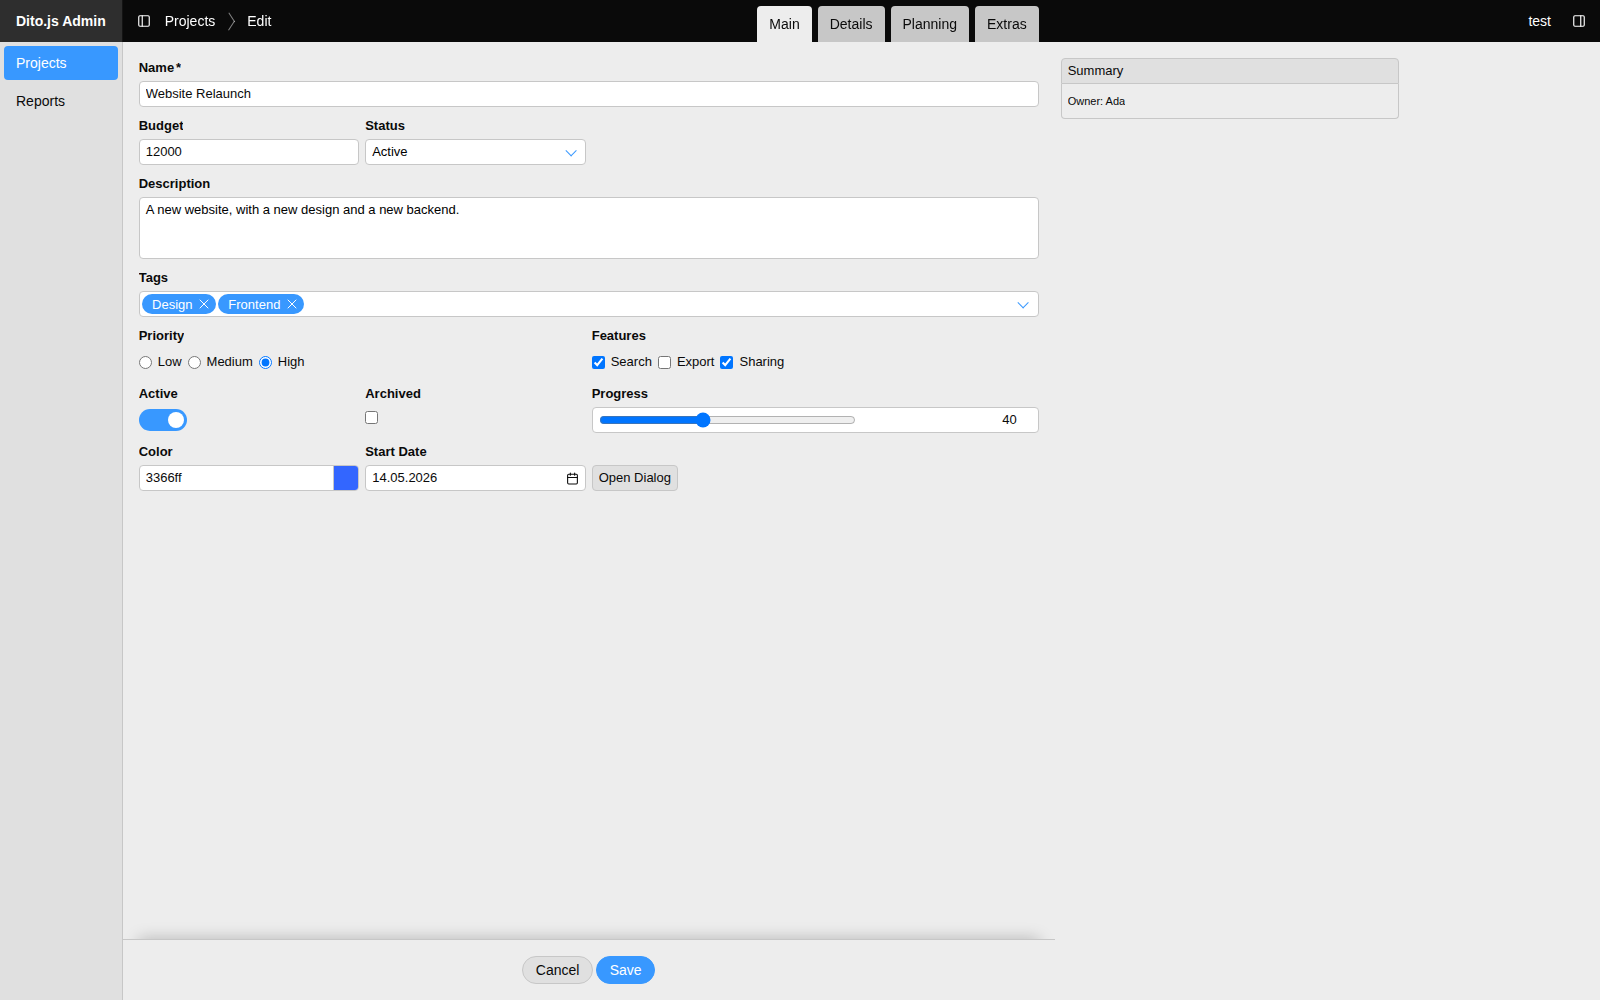 Dito.js Admin
Projects
Edit
Main
Details
Planning
Extras
test
Projects
Reports
Name*
Website Relaunch
Budget
Status
12000
Active
Description
A new website, with a new design and a new backend.
Tags
Design
Frontend
Priority
Features
Low
Medium
High
Search
Export
Sharing
Active
Archived
Progress
40
Color
Start Date
3366ff
14.05.2026
Open Dialog
Summary
Owner: Ada
Cancel
Save